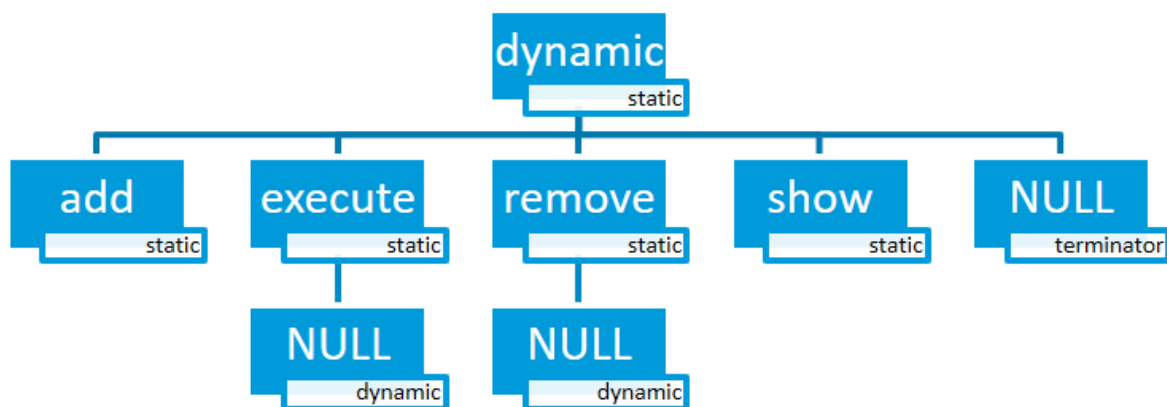 dynamic
static
add
execute
remove
show
NULL
static
static
static
static
terminator
NULL
NULL
dynamic
dynamic